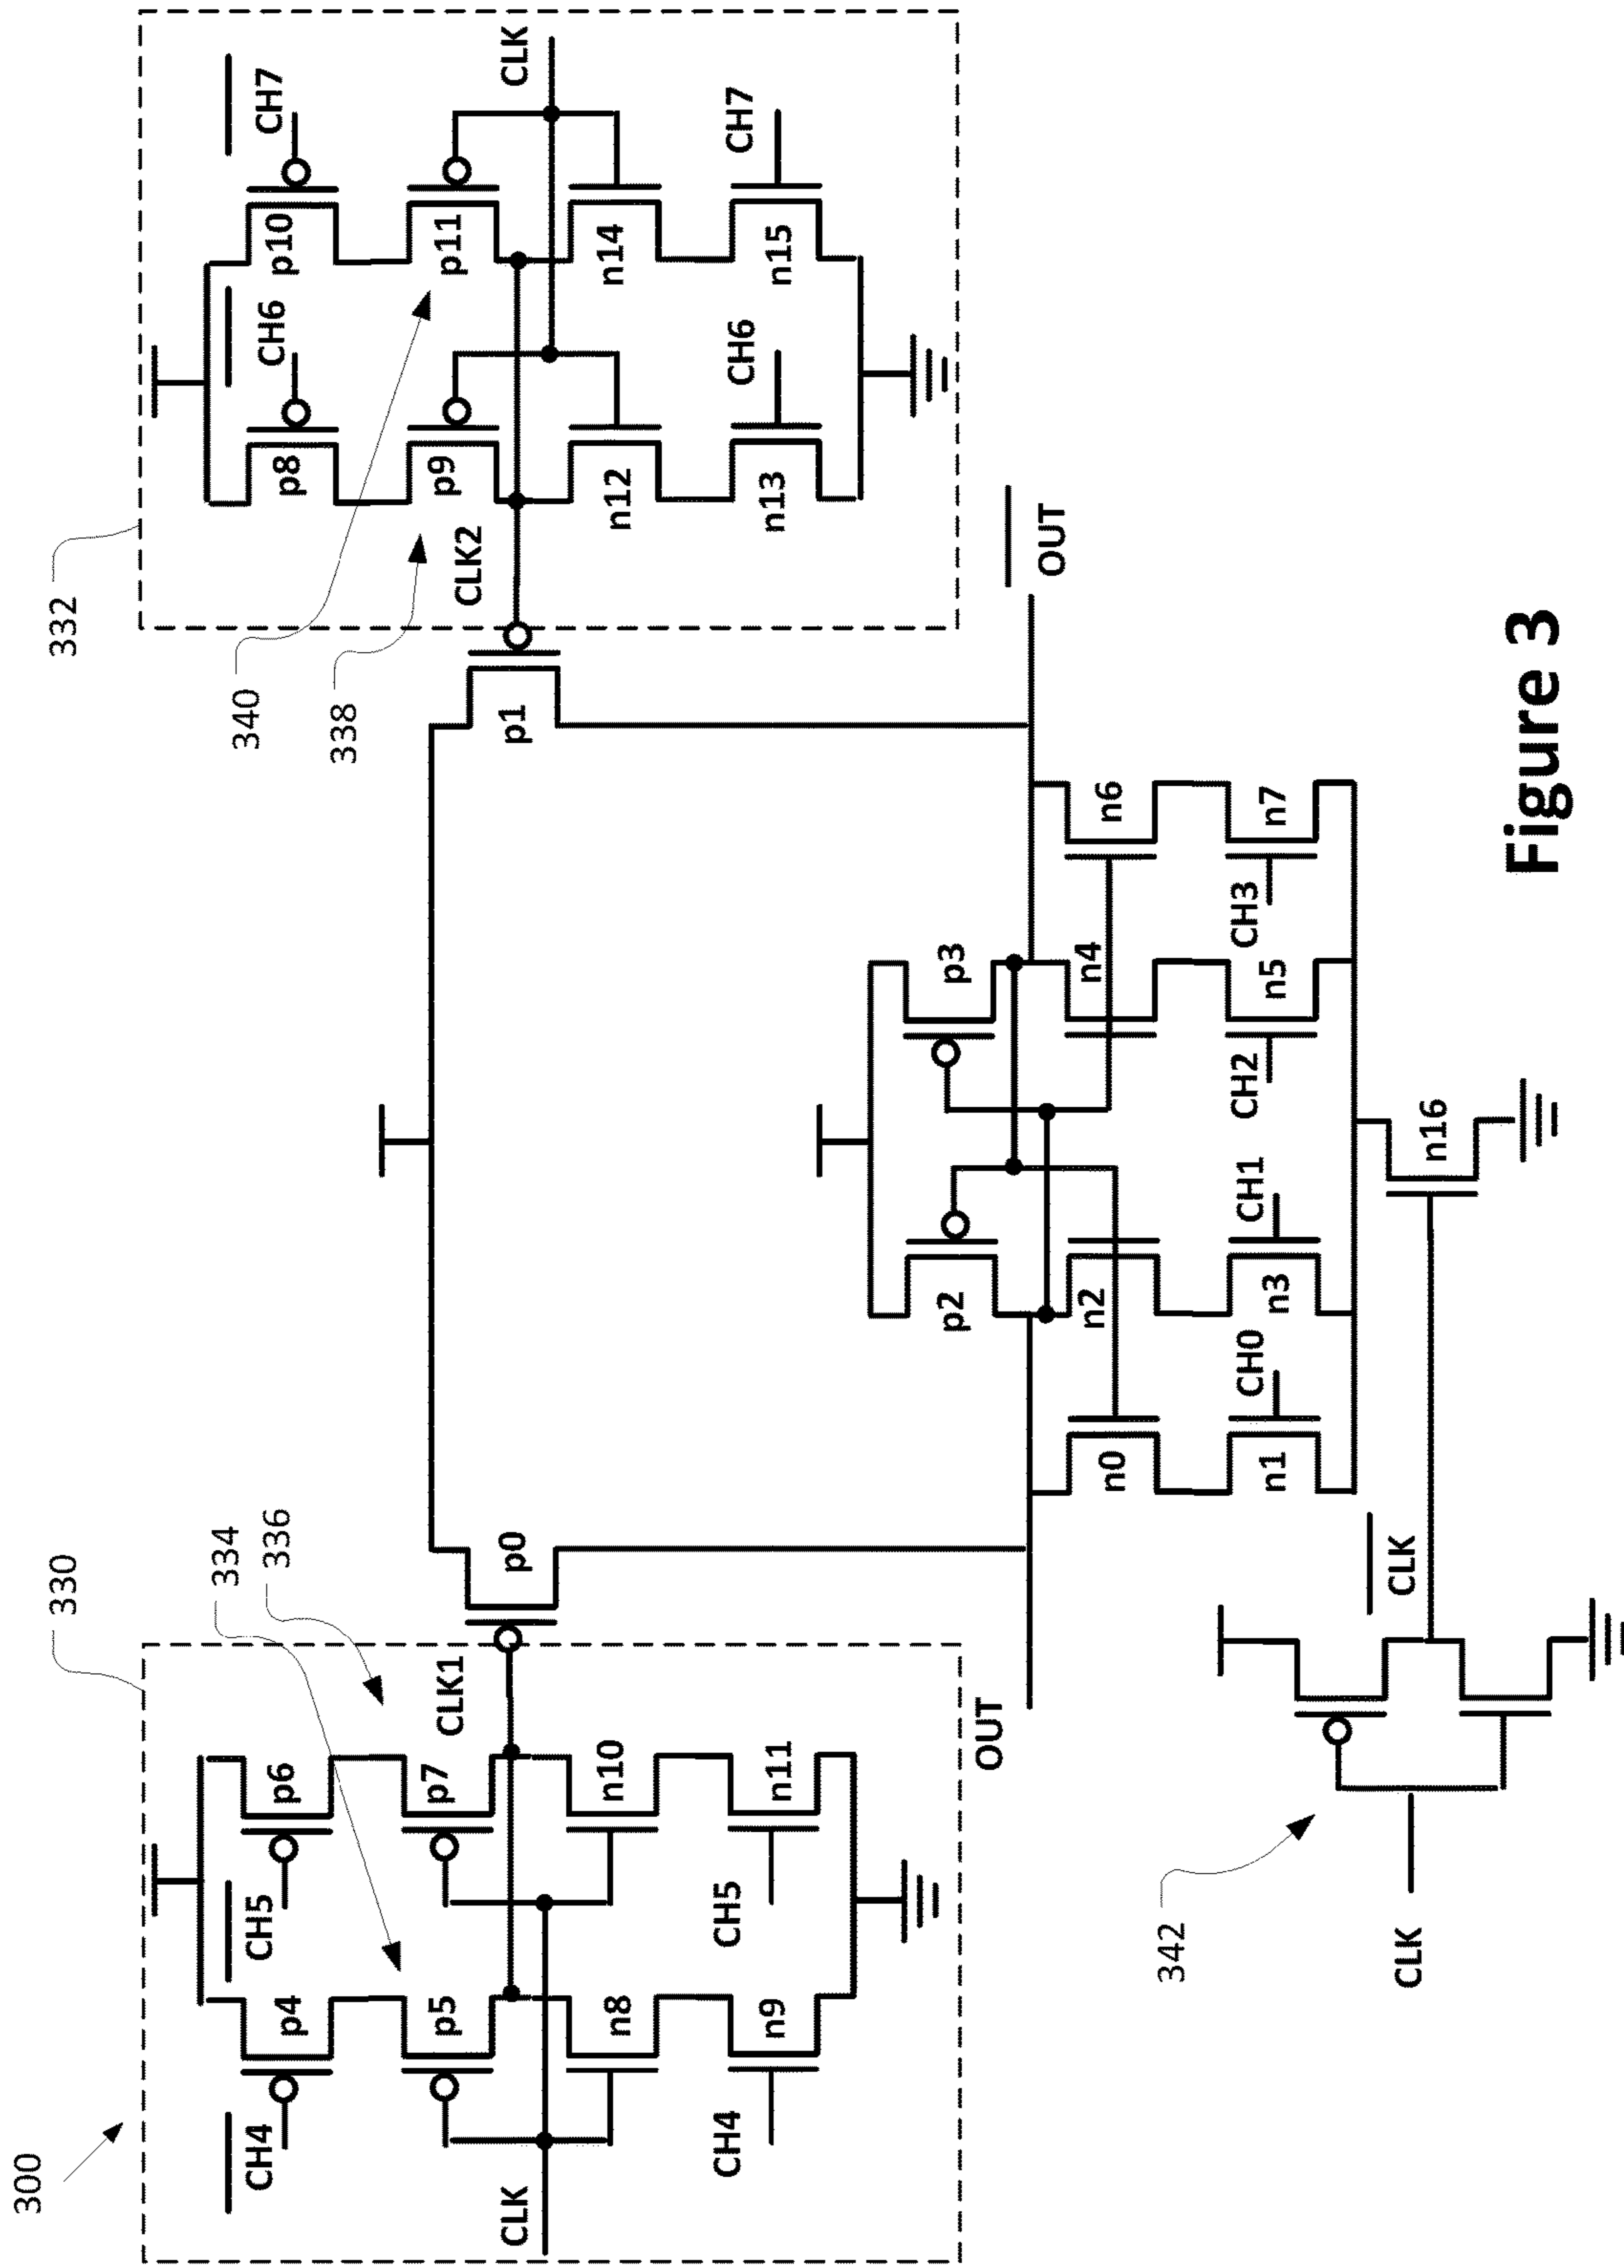 300
330
332
334
336
340
338
CH4
CH5
CH6
CH7
p4
p6
p8
p10
p5
p7
CLK1
CLK2
p9
p11
CLK
p0
p1
CLK
n8
n10
n12
n14
CH4
n9
CH5
n11
n13
CH6
n15
CH7
OUT
OUT
p2
p3
n0
n2
n4
n6
n1
CH0
n3
CH1
CH2
n5
CH3
n7
342
CLK
CLK
n16
Figure 3